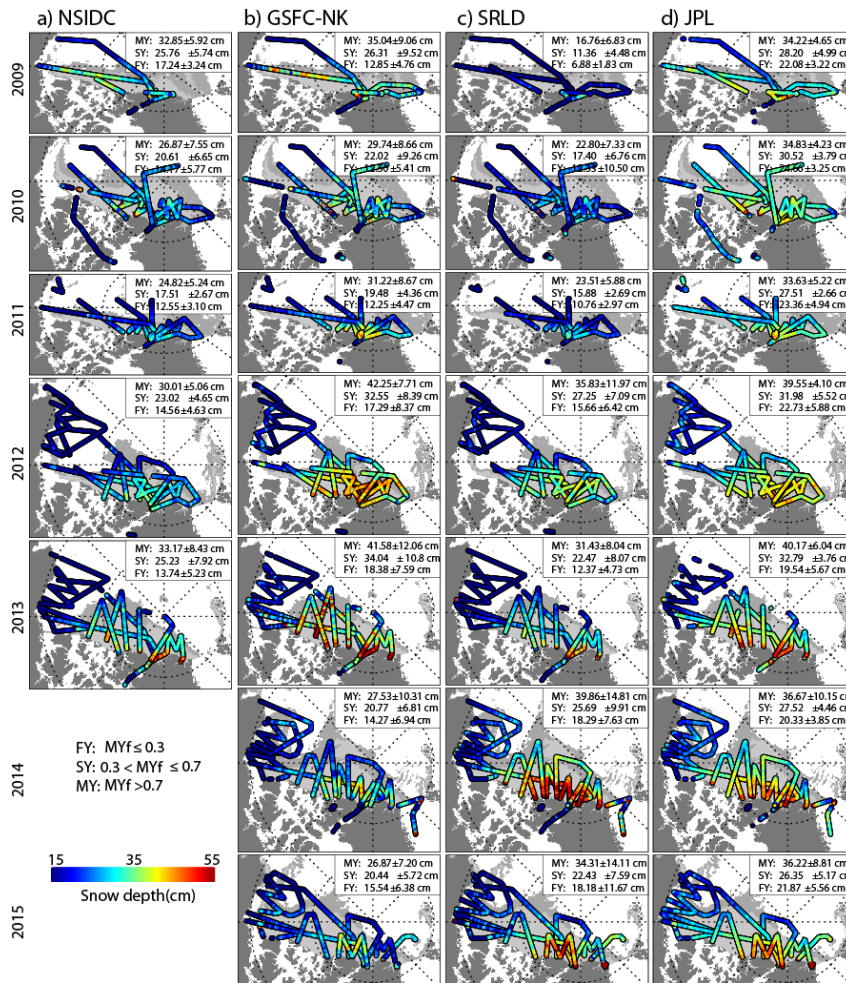 a) NSIDC
b) GSFC-NK
c) SRLD
d) JPL
2009
MY: 32.85±5.92 cm
SY: 25.76 ±5.74 cm
FY: 17.24±3.24 cm
MY: 35.04±9.06 cm
SY: 26.31 ±9.52 cm
FY: 12.85±4.76 cm
MY: 16.76±6.83 cm
SY: 11.36 ±4.48 cm
FY: 6.88±1.83 cm
MY: 34.22±4.65 cm
SY: 28.20 ±4.99 cm
FY: 22.08±3.22 cm
2010
MY: 26.87±7.55 cm
SY: 20.61 ±6.65 cm
FY: ±5.77 cm
MY: 29.74±8.66 cm
SY: 22.02 ±9.26 cm
FY: ±5.41 cm
MY: 22.80±7.33 cm
SY: 17.40 ±6.76 cm
FY: ±10.50 cm
MY: 34.83±4.23 cm
SY: 30.52 ±3.79 cm
FY: ±3.25 cm
2011
MY: 24.82±5.24 cm
SY: 17.51 ±2.67 cm
FY: 12.55±3.10 cm
MY: 31.22±8.67 cm
SY: 19.48 ±4.36 cm
FY: 12.25±4.47 cm
MY: 23.51±5.88 cm
SY: 15.88 ±2.69 cm
FY: 10.76±2.97 cm
MY: 33.63±5.22 cm
SY: 27.51 ±2.66 cm
FY: 23.36±4.94 cm
2012
MY: 30.01±5.06 cm
SY: 23.02 ±4.65 cm
FY: 14.56±4.63 cm
MY: 42.25±7.71 cm
SY: 32.55 ±8.39 cm
FY: 17.29±8.37 cm
MY: 35.83±11.97 cm
SY: 27.25 ±7.09 cm
FY: 15.66±6.42 cm
MY: 39.55±4.10 cm
SY: 31.98 ±5.52 cm
FY: 22.73±5.88 cm
2013
MY: 33.17±8.43 cm
SY: 25.23 ±7.92 cm
FY: 13.74±5.23 cm
MY: 41.58±12.06 cm
SY: 34.04 ±10.8 cm
FY: 18.38±7.59 cm
MY: 31.43±8.04 cm
SY: 22.47 ±8.07 cm
FY: 12.37±4.73 cm
MY: 40.17±6.04 cm
SY: 32.79 ±3.76 cm
FY: 19.54±5.67 cm
2014
FY: MYf ≤ 0.3
SY: 0.3 < MYf ≤ 0.7
MY: MYf >0.7
MY: 27.53±10.31 cm
SY: 20.77 ±6.81 cm
FY: 14.27±6.94 cm
MY: 39.86±14.81 cm
SY: 25.69 ±9.91 cm
FY: 18.29±7.63 cm
MY: 36.67±10.15 cm
SY: 27.52 ±4.46 cm
FY: 20.33±3.85 cm
2015
15 35 55
Snow depth(cm)
MY: 26.87±7.20 cm
SY: 20.44 ±5.72 cm
FY: 15.54±6.38 cm
MY: 34.31±14.11 cm
SY: 22.43 ±7.59 cm
FY: 18.18±11.67 cm
MY: 36.22±8.81 cm
SY: 26.35 ±5.17 cm
FY: 21.87±5.56 cm